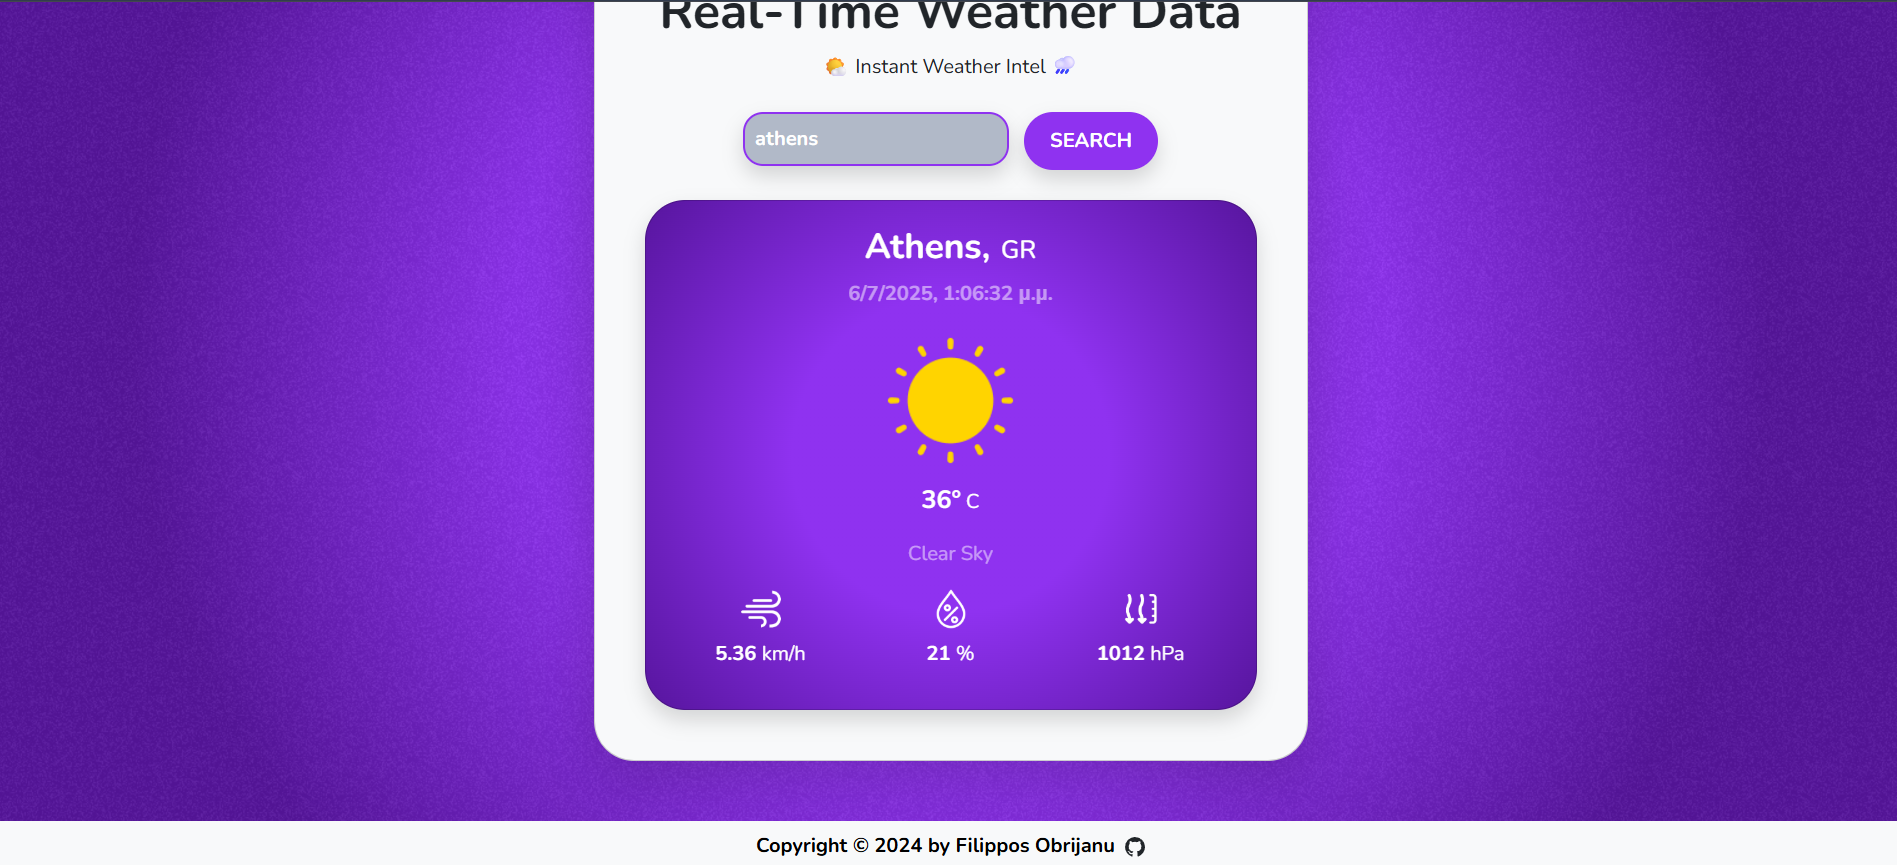 Real-Time Weather Data
Instant Weather Intel
athens
SEARCH
Athens, GR
6/7/2025, 1:06:32 μ.μ.
36° C
Clear Sky
5.36 km/h
21 %
1012 hPa
Copyright © 2024 by Filippos Obrijanu